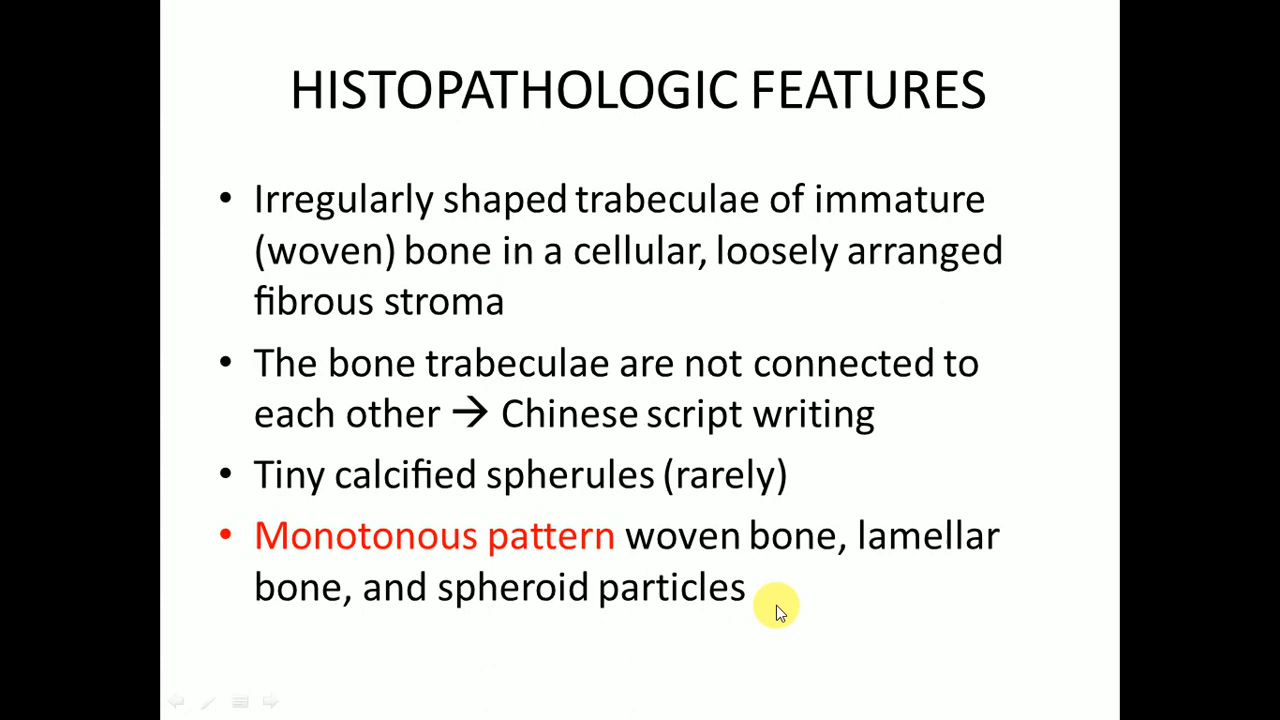 HISTOPATHOLOGIC FEATURES
• Irregularly shaped trabeculae of immature
(woven) bone in a cellular, loosely arranged
fibrous stroma
• The bone trabeculae are not connected to
each other → Chinese script writing
• Tiny calcified spherules (rarely)
• Monotonous pattern woven bone, lamellar
bone, and spheroid particles